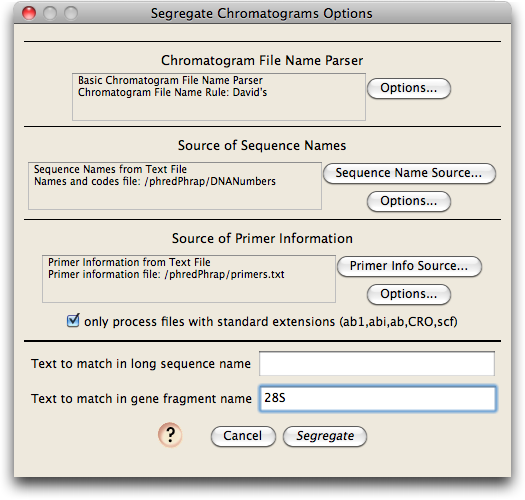 Segregate Chromatograms Options
Chromatogram File Name Parser
Basic Chromatogram File Name Parser
Chromatogram File Name Rule: David's
Options...
Source of Sequence Names
Sequence Names from Text File
Names and codes file: /phredPhrap/DNANumbers
Sequence Name Source...
Options...
Source of Primer Information
Primer Information from Text File
Primer information file: /phredPhrap/primers.txt
Primer Info Source...
Options...
only process files with standard extensions (ab1,abi,ab,CRO,scf)
Text to match in long sequence name
Text to match in gene fragment name 28S
? Cancel Segregate